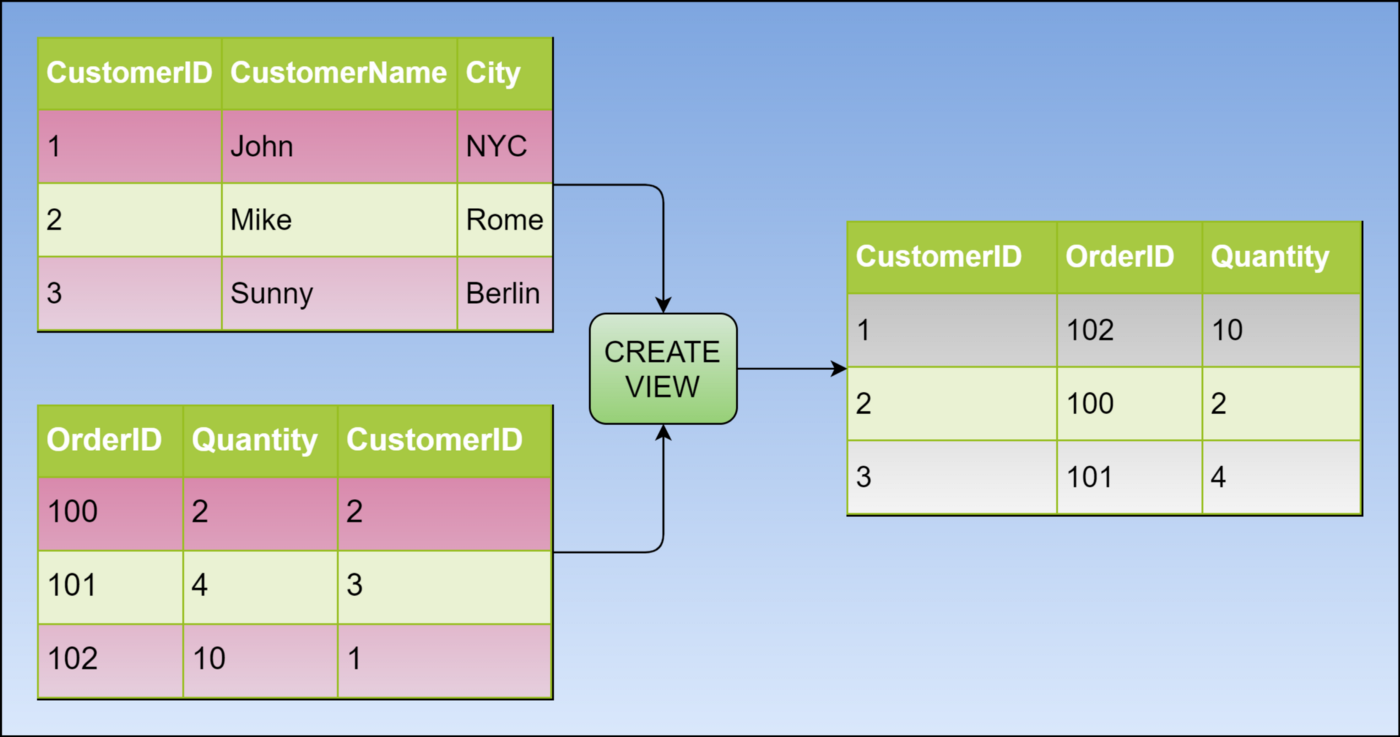 CustomerID CustomerName City
1 John NYC
2 Mike Rome
3 Sunny Berlin
OrderID Quantity CustomerID
100 2 2
101 4 3
102 10 1
CREATE
VIEW
CustomerID OrderID Quantity
1 102 10
2 100 2
3 101 4